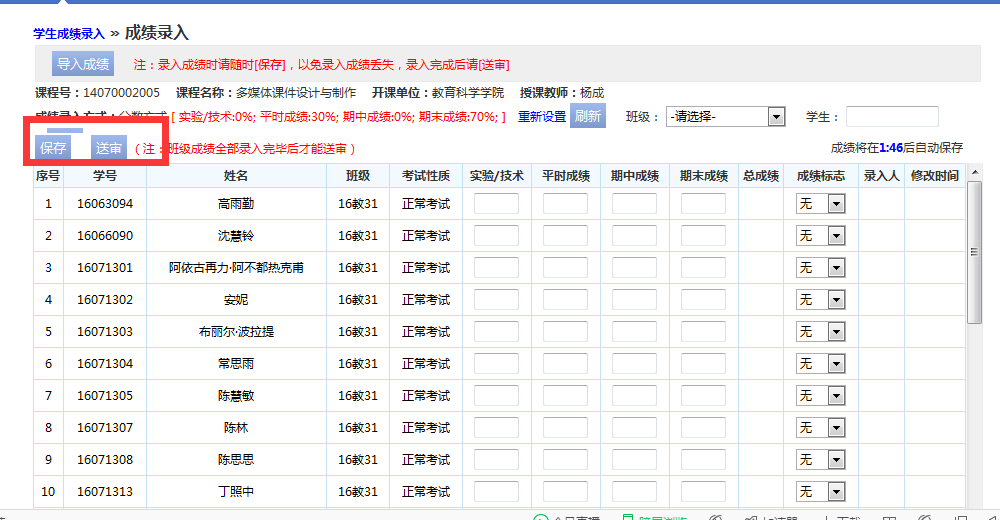 学生成绩录入 » 成绩录入
导入成绩 注：录入成绩时请随时[保存]，以免录入成绩丢失，录入完成后请[送审]
课程号：14070002005 课程名称：多媒体课件设计与制作 开课单位：教育科学学院 授课教师：杨成
成绩录入方式：分数方式 [ 实验/技术:0%; 平时成绩:30%; 期中成绩:0%; 期末成绩:70%; ] 重新设置 刷新 班级： -请选择- 学生：
保存 送审 （注：班级成绩全部录入完毕后才能送审） 成绩将在1:46后自动保存
序号 学号 姓名 班级 考试性质 实验/技术 平时成绩 期中成绩 期末成绩 总成绩 成绩标志 录入人 修改时间
1 16063094 高雨勤 16教31 正常考试 无
2 16066090 沈慧铃 16教31 正常考试 无
3 16071301 阿依古再力·阿不都热克甫 16教31 正常考试 无
4 16071302 安妮 16教31 正常考试 无
5 16071303 布丽尔·波拉提 16教31 正常考试 无
6 16071304 常思雨 16教31 正常考试 无
7 16071305 陈慧敏 16教31 正常考试 无
8 16071307 陈林 16教31 正常考试 无
9 16071308 陈思思 16教31 正常考试 无
10 16071313 丁照中 16教31 正常考试 无